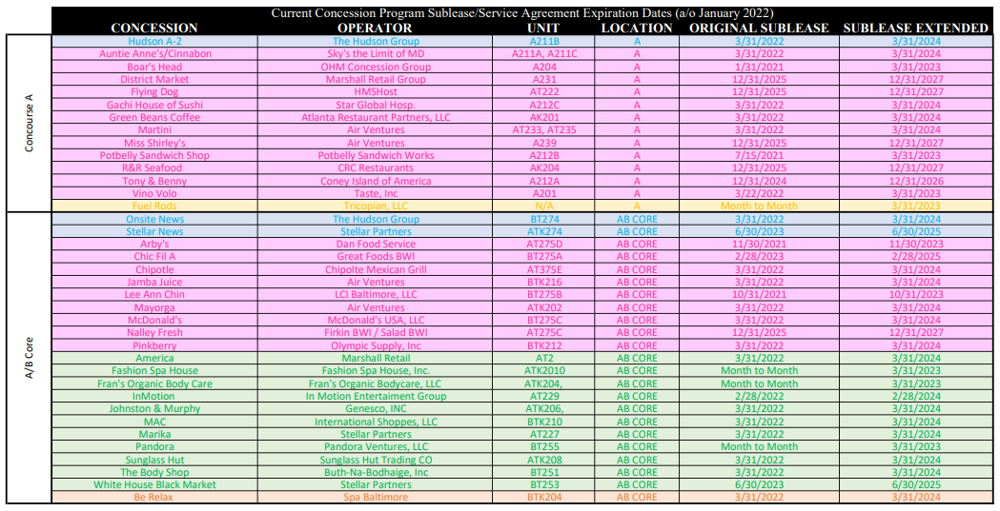 Current Concession Program Sublease/Service Agreement Expiration Dates (a/o January 2022)
CONCESSION OPERATOR UNIT LOCATION ORIGINAL SUBLEASE SUBLEASE EXTENDED
Concourse A
Hudson A-2 The Hudson Group A211B A 3/31/2022 3/31/2024
Auntie Anne's/Cinnabon Sky's the Limit of MD A211A, A211C A 3/31/2022 3/31/2024
Boar's Head OHM Concession Group A204 A 1/31/2021 3/31/2023
District Market Marshall Retail Group A231 A 12/31/2025 12/31/2027
Flying Dog HMSHost AT222 A 12/31/2025 12/31/2027
Gachi House of Sushi Star Global Hosp. A212C A 3/31/2022 3/31/2024
Green Beans Coffee Atlanta Restaurant Partners, LLC AK201 A 3/31/2022 3/31/2024
Martini Air Ventures AT233, AT235 A 3/31/2022 3/31/2024
Miss Shirley's Air Ventures A239 A 12/31/2025 12/31/2027
Potbelly Sandwich Shop Potbelly Sandwich Works A212B A 7/15/2021 3/31/2023
R&R Seafood CRC Restaurants AK204 A 12/31/2025 12/31/2027
Tony & Benny Coney Island of America A212A A 12/31/2024 12/31/2026
Vino Volo Taste, Inc A201 A 3/22/2022 3/31/2023
Fuel Rods Tricopian, LLC N/A A Month to Month 3/31/2023
A/B Core
Onsite News The Hudson Group BT274 AB CORE 3/31/2022 3/31/2024
Stellar News Stellar Partners ATK274 AB CORE 6/30/2023 6/30/2025
Arby's Dan Food Service AT275D AB CORE 11/30/2021 11/30/2023
Chic Fil A Great Foods BWI BT275A AB CORE 2/28/2023 2/28/2025
Chipotle Chipolte Mexican Grill AT375E AB CORE 3/31/2022 3/31/2024
Jamba Juice Air Ventures BTK216 AB CORE 3/31/2022 3/31/2024
Lee Ann Chin LCI Baltimore, LLC BT275B AB CORE 10/31/2021 10/31/2023
Mayorga Air Ventures ATK202 AB CORE 3/31/2022 3/31/2024
McDonald's McDonald's USA, LLC BT275C AB CORE 3/31/2022 3/31/2024
Nalley Fresh Firkin BWI / Salad BWI AT275C AB CORE 12/31/2025 12/31/2027
Pinkberry Olympic Supply, Inc BTK212 AB CORE 3/31/2022 3/31/2024
America Marshall Retail AT2 AB CORE 3/31/2022 3/31/2024
Fashion Spa House Fashion Spa House, Inc. ATK2010 AB CORE Month to Month 3/31/2023
Fran's Organic Body Care Fran's Organic Bodycare, LLC ATK204, AB CORE Month to Month 3/31/2023
InMotion In Motion Entertaiment Group AT229 AB CORE 2/28/2022 2/28/2024
Johnston & Murphy Genesco, INC ATK206, AB CORE 3/31/2022 3/31/2024
MAC International Shoppes, LLC BTK210 AB CORE 3/31/2022 3/31/2024
Marika Stellar Partners AT227 AB CORE 3/31/2022 3/31/2024
Pandora Pandora Ventures, LLC BT255 AB CORE Month to Month 3/31/2023
Sunglass Hut Sunglass Hut Trading CO ATK208 AB CORE 3/31/2022 3/31/2024
The Body Shop Buth-Na-Bodhaige, Inc BT251 AB CORE 3/31/2022 3/31/2024
White House Black Market Stellar Partners BT253 AB CORE 6/30/2023 6/30/2025
Be Relax Spa Baltimore BTK204 AB CORE 3/31/2022 3/31/2024